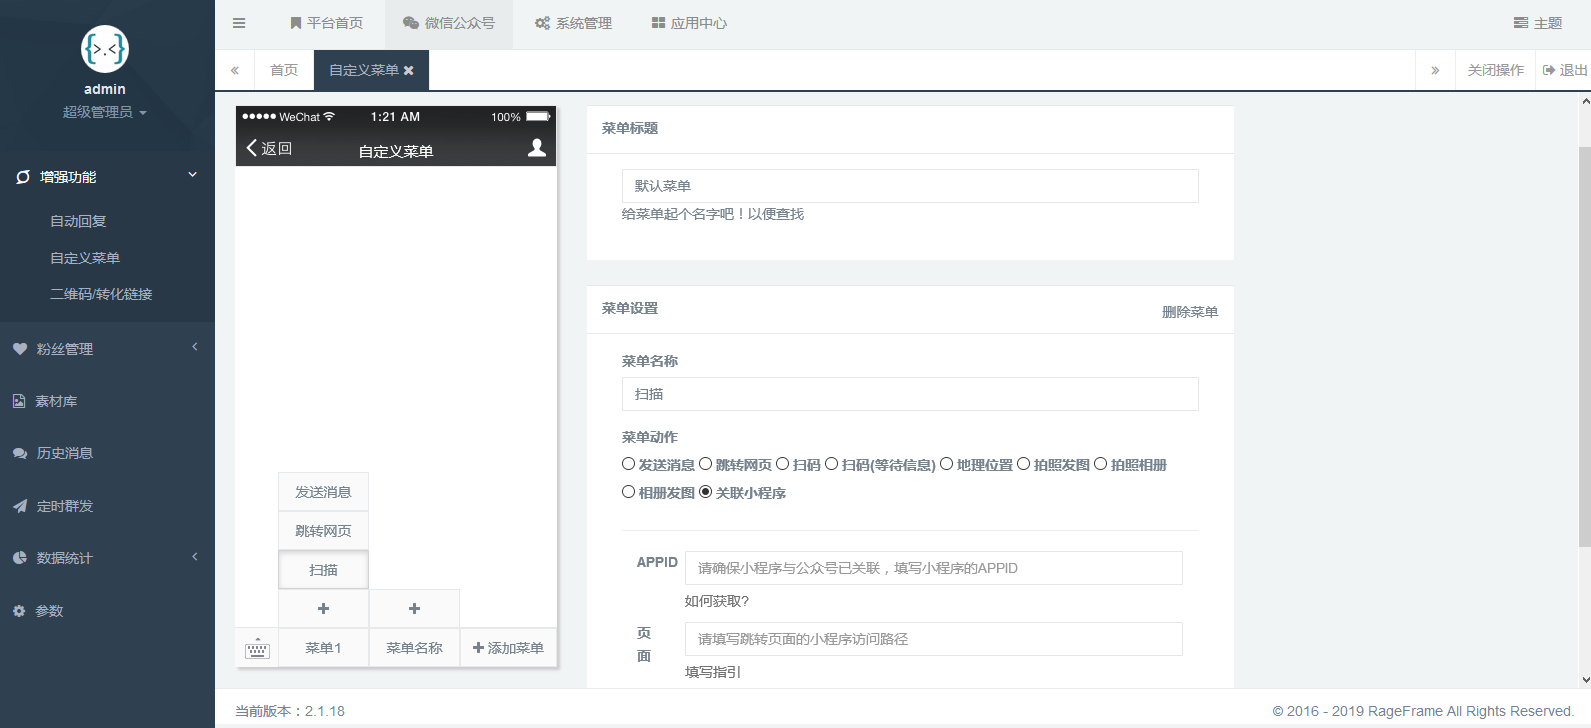 平台首页 微信公众号 系统管理 应用中心 主题
首页 自定义菜单 关闭操作 退出
{>.<}
admin
超级管理员
增强功能
自动回复
自定义菜单
二维码/转化链接
粉丝管理
素材库
历史消息
定时群发
数据统计
参数
WeChat 1:21 AM 100%
返回 自定义菜单
发送消息
跳转网页
扫描
菜单1 菜单名称 添加菜单
菜单标题
默认菜单
给菜单起个名字吧！以便查找
菜单设置 删除菜单
菜单名称
扫描
菜单动作
发送消息 跳转网页 扫码 扫码(等待信息) 地理位置 拍照发图 拍照相册
相册发图 关联小程序
APPID 请确保小程序与公众号已关联，填写小程序的APPID
如何获取?
页面 请填写跳转页面的小程序访问路径
填写指引
当前版本：2.1.18 © 2016 - 2019 RageFrame All Rights Reserved.